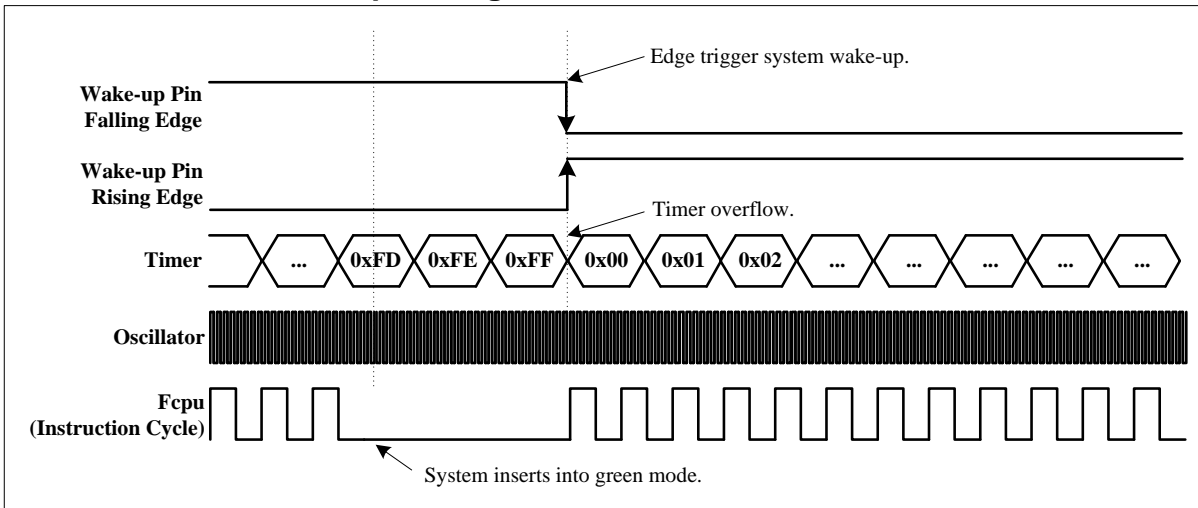 Edge trigger system wake-up.
Wake-up Pin
Falling Edge
Wake-up Pin
Rising Edge
Timer overflow.
Timer
... 0xFD 0xFE 0xFF 0x00 0x01 0x02 ... ... ... ... ...
Oscillator
Fcpu
(Instruction Cycle)
System inserts into green mode.